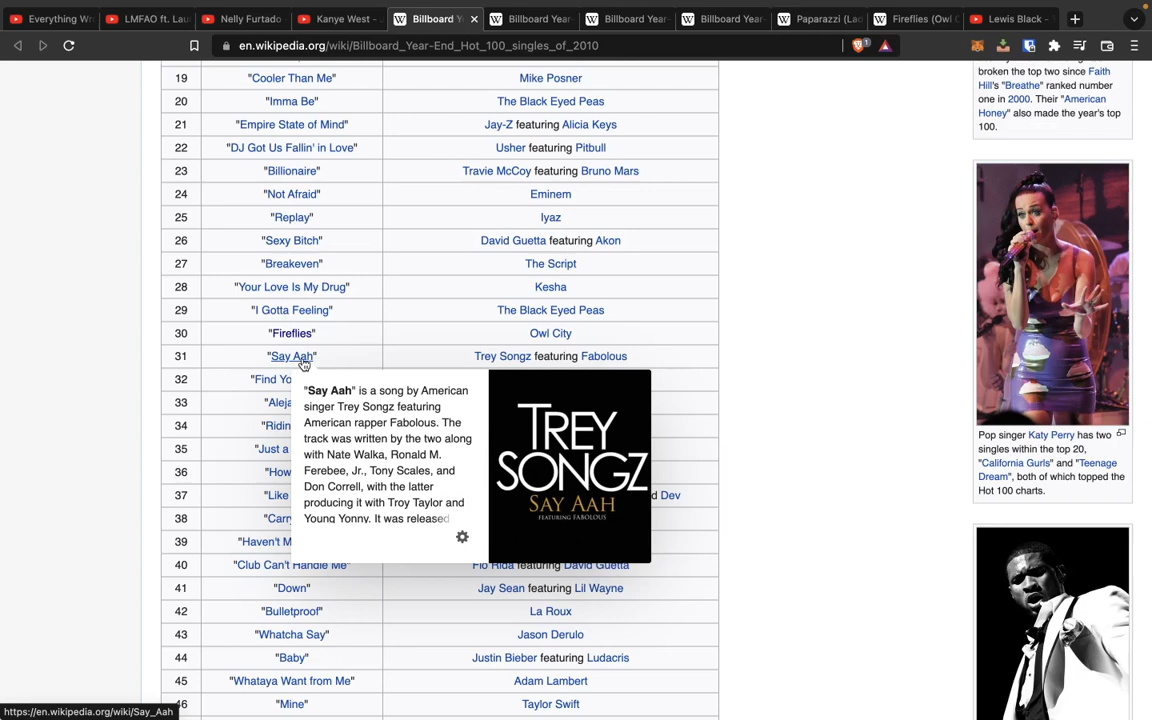 Everything Wro
LMFAO ft. Lau
Nelly Furtado
Kanye West -
Billboard Y
Billboard Year-
Billboard Year-
Billboard Year-
Paparazzi (Lad
Fireflies (Owl C
Lewis Black -
en.wikipedia.org/wiki/Billboard_Year-End_Hot_100_singles_of_2010
1
19 "Cooler Than Me" Mike Posner
20 "Imma Be" The Black Eyed Peas
21 "Empire State of Mind" Jay-Z featuring Alicia Keys
22 "DJ Got Us Fallin' in Love" Usher featuring Pitbull
23 "Billionaire" Travie McCoy featuring Bruno Mars
24 "Not Afraid" Eminem
25 "Replay" Iyaz
26 "Sexy Bitch" David Guetta featuring Akon
27 "Breakeven" The Script
28 "Your Love Is My Drug" Kesha
29 "I Gotta Feeling" The Black Eyed Peas
30 "Fireflies" Owl City
31 "Say Aah" Trey Songz featuring Fabolous
32 "Find Yo
33 "Aleja
34 "Ridin
35 "Just a
36 "How
37 "Like d Dev
38 "Carry
39 "Haven't M
40 "Club Can't Handle Me" Flo Rida featuring David Guetta
41 "Down" Jay Sean featuring Lil Wayne
42 "Bulletproof" La Roux
43 "Whatcha Say" Jason Derulo
44 "Baby" Justin Bieber featuring Ludacris
45 "Whataya Want from Me" Adam Lambert
46 "Mine" Taylor Swift
"Say Aah" is a song by American
singer Trey Songz featuring
American rapper Fabolous. The
track was written by the two along
with Nate Walka, Ronald M.
Ferebee, Jr., Tony Scales, and
Don Correll, with the latter
producing it with Troy Taylor and
Young Yonny. It was released
TREY
SONGZ
SAY AAH
FEATURING FABOLOUS
broken the top two since Faith
Hill's "Breathe" ranked number
one in 2000. Their "American
Honey" also made the year's top
100.
Pop singer Katy Perry has two
singles within the top 20,
"California Gurls" and "Teenage
Dream", both of which topped the
Hot 100 charts.
https://en.wikipedia.org/wiki/Say_Aah